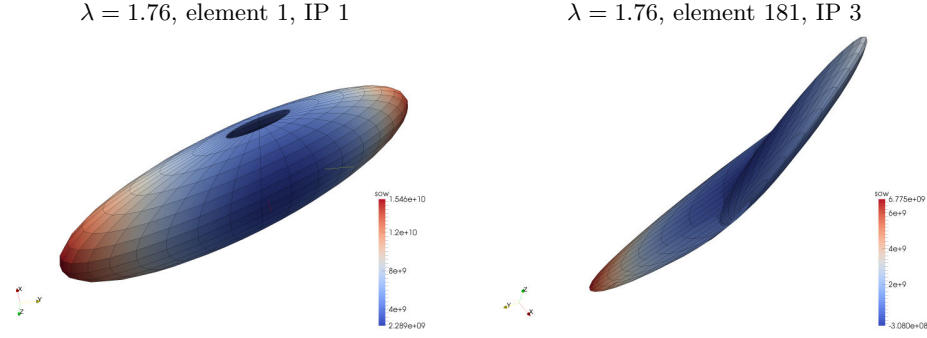 λ = 1.76, element 1, IP 1
λ = 1.76, element 181, IP 3
sow
1.546e+10
1.2e+10
8e+9
4e+9
2.289e+09
X
Y
Z
sow
6.775e+09
6e+9
4e+9
2e+9
-3.080e+08
Z
Y
X